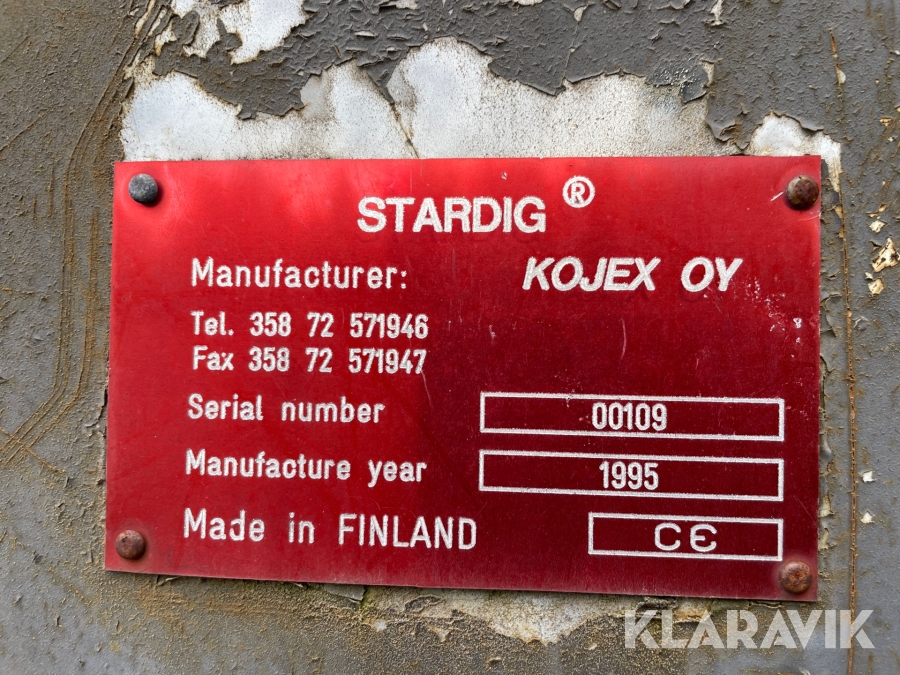 STARDIG ®
Manufacturer: KOJEX OY
Tel. 358 72 571946
Fax 358 72 571947
Serial number 00109
Manufacture year 1995
Made in FINLAND CE
KLARAVIK